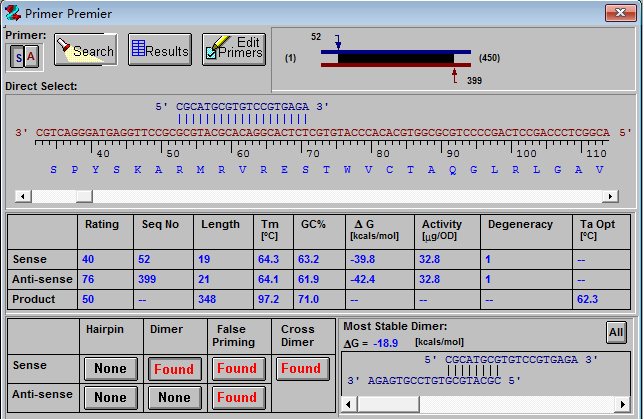 Primer Premier
Primer:
S A
Search
Results
Edit Primers
52
(1)
(450)
399
Direct Select:
5' CGCATGCGTGTCCGTGAGA 3'
3' CGTCAGGGATGAGGTTCCGCGCGTACGCACAGGCACTCTCGTGTACCCACACGTGGCGCGTCCCCGACTCCGACCCTCGGCA 5'
40 50 60 70 80 90 100 110
S P Y S K A R M R V R E S T W V C T A Q G L R L G A V
Rating Seq No Length Tm [ºC] GC% Δ G [kcals/mol] Activity [µg/OD] Degeneracy Ta Opt [ºC]
Sense 40 52 19 64.3 63.2 -39.8 32.8 1 --
Anti-sense 76 399 21 64.1 61.9 -42.4 32.8 1 --
Product 50 -- 348 97.2 71.0 -- -- -- 62.3
Hairpin Dimer False Priming Cross Dimer
Sense None Found Found Found
Anti-sense None None Found
Most Stable Dimer:
All
ΔG = -18.9 [kcals/mol]
5' CGCATGCGTGTCCGTGAGA 3'
3' AGAGTGCCTGTGCGTACGC 5'